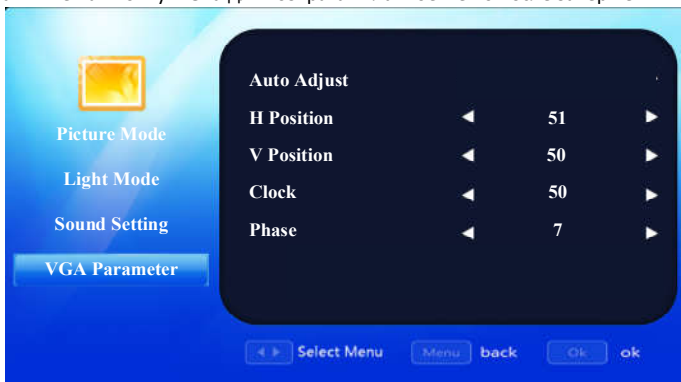 Auto Adjust
H Position 51
V Position 50
Clock 50
Phase 7
Picture Mode
Light Mode
Sound Setting
VGA Parameter
Select Menu Menu back Ok ok